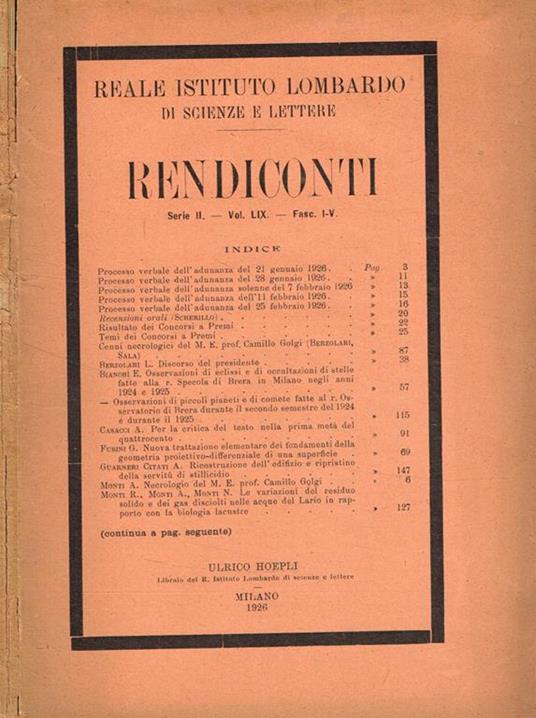 REALE ISTITUTO LOMBARDO
DI SCIENZE E LETTERE
RENDICONTI
Serie II. — Vol. LIX. — Fasc. I-V.
INDICE
Processo verbale dell'adunanza del 21 gennaio 1926 . . Pag. 3
Processo verbale dell'adunanza del 28 gennaio 1926 . . » 11
Processo verbale dell'adunanza solenne del 7 febbraio 1926 » 13
Processo verbale dell'adunanza dell'11 febbraio 1926 . . » 15
Processo verbale dell'adunanza del 25 febbraio 1926 . . » 16
Recensioni orali (SCHERILLO) . . . . . . . » 20
Risultato dei Concorsi a Premi . . . . . . . » 22
Temi dei Concorsi a Premi . . . . . . . . » 25
Cenni necrologici del M. E. prof. Camillo Golgi (BERZOLARI,
SALA) . . . . . . . . . . » 87
BERZOLARI L. Discorso del presidente . . . . . » 38
BIANCHI E. Osservazioni di eclissi e di occultazioni di stelle
fatte alla r. Specola di Brera in Milano negli anni
1924 e 1925 . . . . . . . . . » 57
— Osservazioni di piccoli pianeti e di comete fatte al r. Os-
servatorio di Brera durante il secondo semestre del 1924
e durante il 1925 . . . . . . . . » 115
CASACCI A. Per la critica del testo nella prima metà del
quattrocento . . . . . . . . . » 91
FUBINI G. Nuova trattazione elementare dei fondamenti della
geometria proiettivo-differenziale di una superficie . » 69
GUARNERI CITATI A. Ricostruzione dell'edifizio e ripristino
della servitù di stillicidio . . . . . . » 147
MONTI A. Necrologio del M. E. prof. Camillo Golgi . . » 6
MONTI R., MONTI A., MONTI N. Le variazioni del residuo
solido e dei gas disciolti nelle acque del Lario in rap-
porto con la biologia lacustre . . . . . » 127
(continua a pag. seguente)
ULRICO HOEPLI
Libraio del R. Istituto Lombardo di scienze e lettere
MILANO
1926